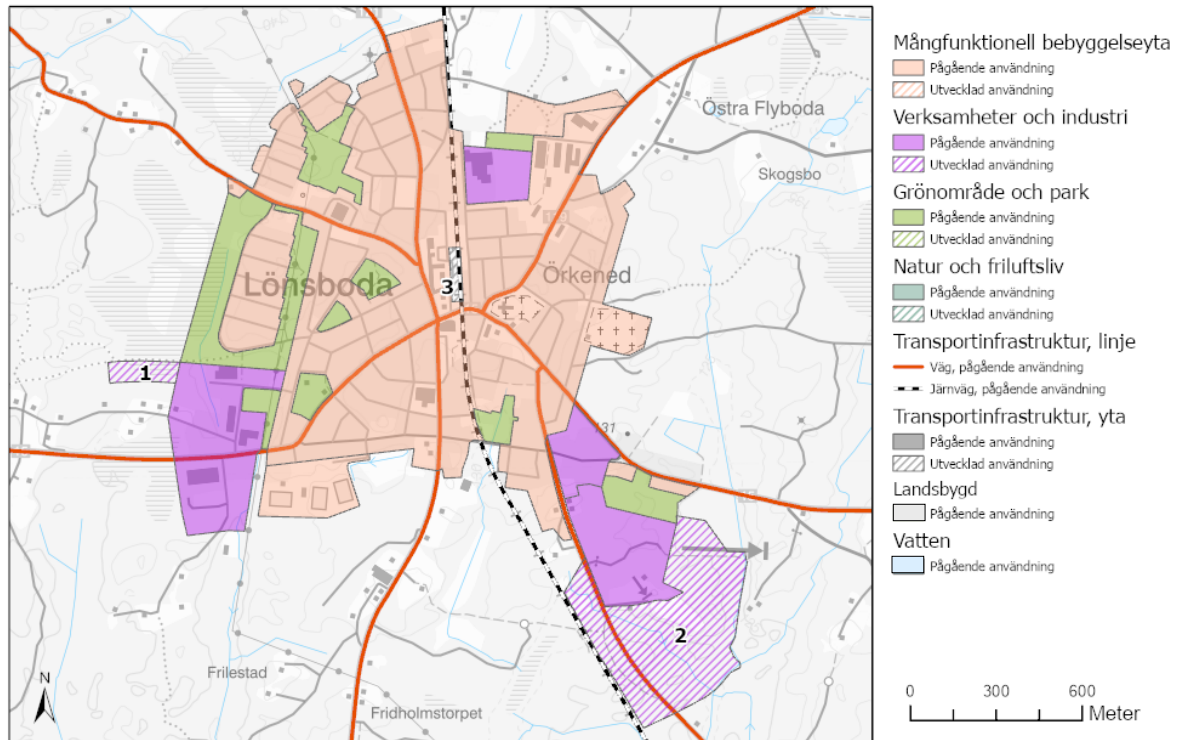 Östra Flyboda
Skogsbo
Lönsboda
Örkened
3
1
131
2
Frilestad
Fridholmstorpet
N
Mångfunktionell bebyggelseyta
Pågående användning
Utvecklad användning
Verksamheter och industri
Pågående användning
Utvecklad användning
Grönområde och park
Pågående användning
Utvecklad användning
Natur och friluftsliv
Pågående användning
Utvecklad användning
Transportinfrastruktur, linje
Väg, pågående användning
Järnväg, pågående användning
Transportinfrastruktur, yta
Pågående användning
Utvecklad användning
Landsbygd
Pågående användning
Vatten
Pågående användning
0 300 600
Meter